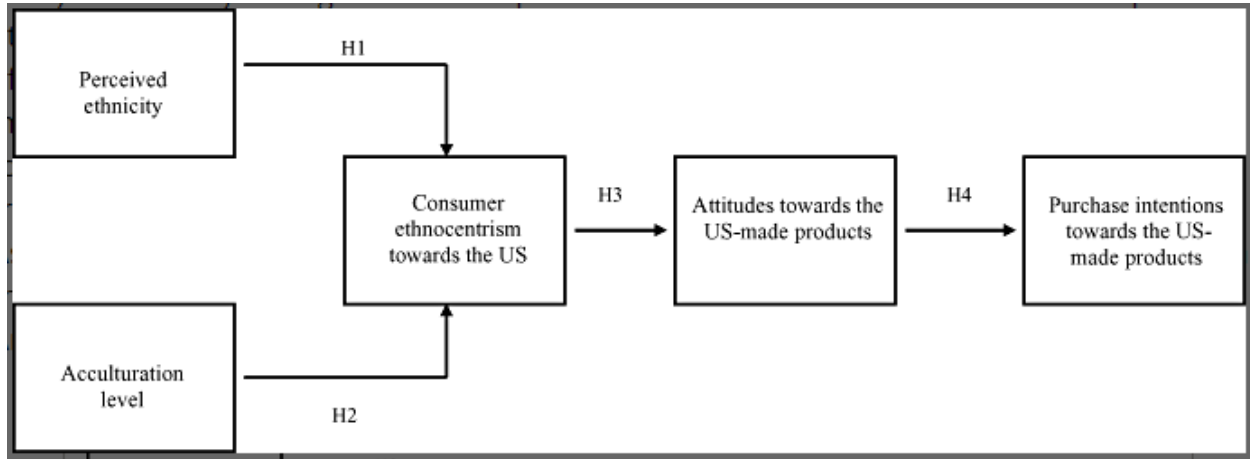 H1
Perceived
ethnicity
Consumer
ethnocentrism
towards the US
H3
Attitudes towards the
US-made products
H4
Purchase intentions
towards the US-
made products
Acculturation
level
H2